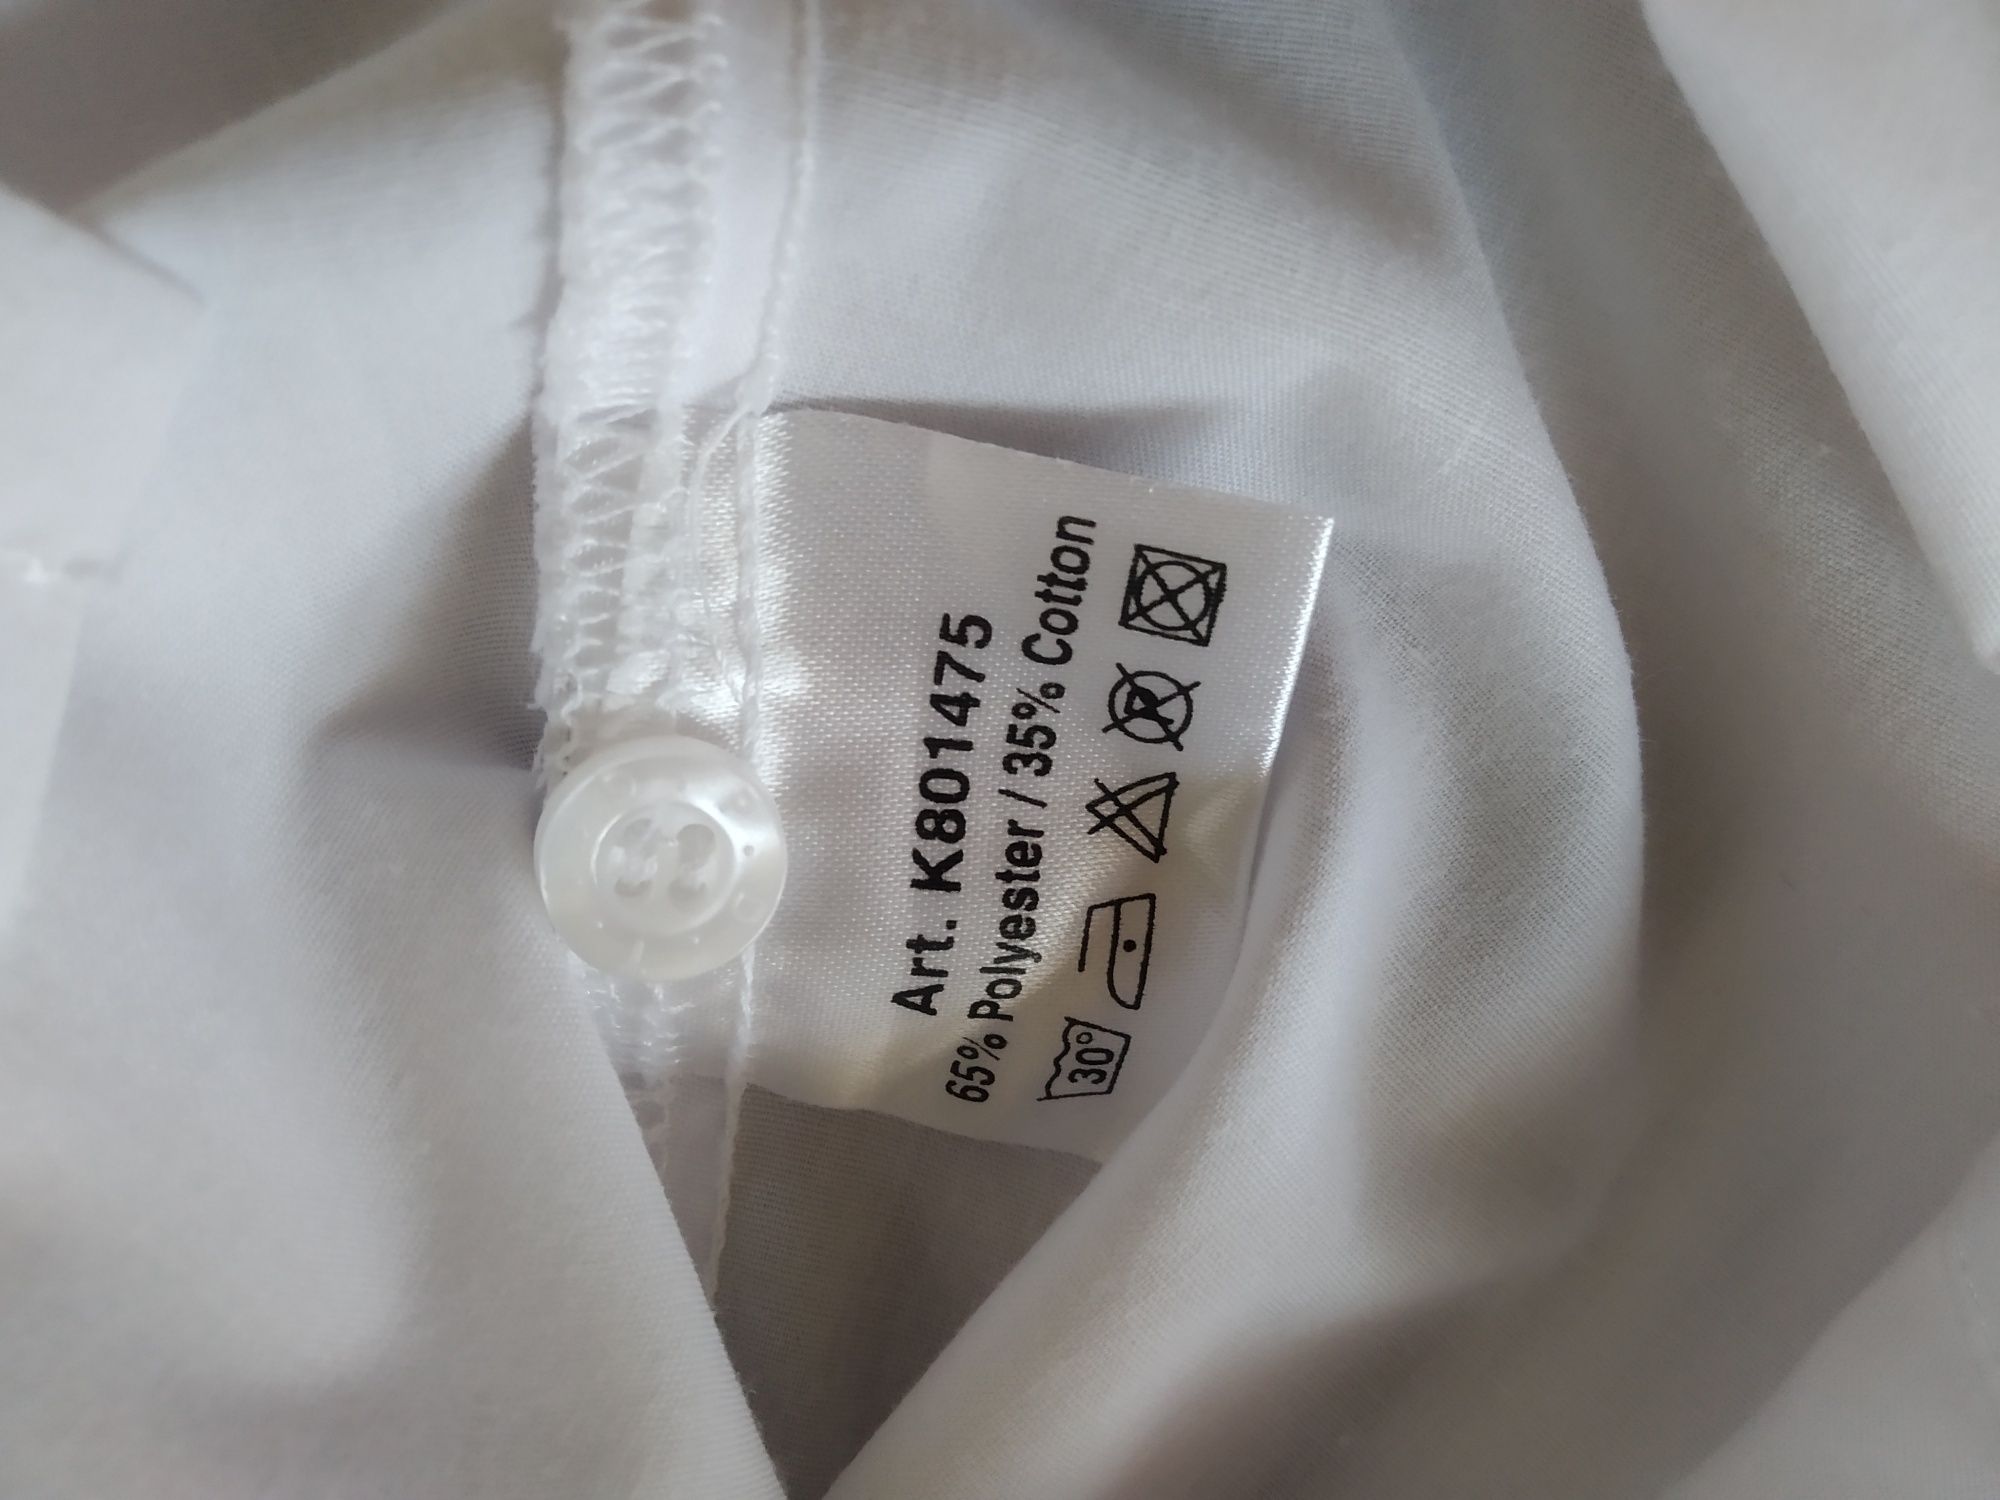 Art. K801475
65% Polyester / 35% Cotton
30° P